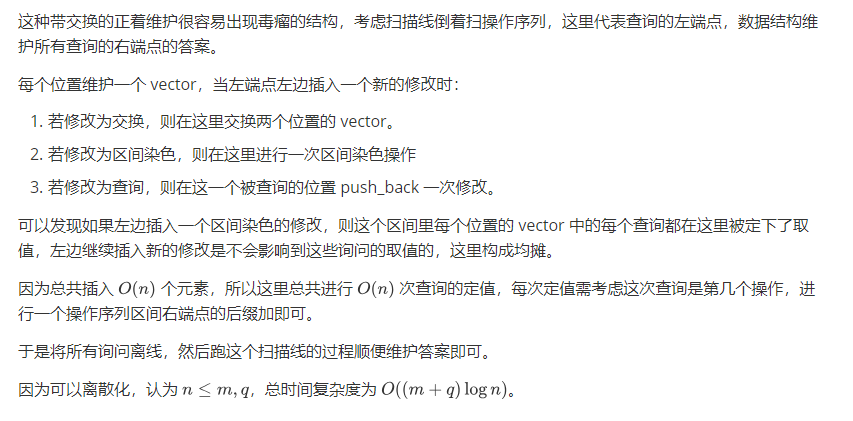 这种带交换的正着维护很容易出现毒瘤的结构，考虑扫描线倒着扫操作序列，这里代表查询的左端点，数据结构维
护所有查询的右端点的答案。
每个位置维护一个 vector，当左端点左边插入一个新的修改时：
1. 若修改为交换，则在这里交换两个位置的 vector。
2. 若修改为区间染色，则在这里进行一次区间染色操作
3. 若修改为查询，则在这一个被查询的位置 push_back 一次修改。
可以发现如果左边插入一个区间染色的修改，则这个区间里每个位置的 vector 中的每个查询都在这里被定下了取
值，左边继续插入新的修改是不会影响到这些询问的取值的，这里构成均摊。
因为总共插入 O(n) 个元素，所以这里总共进行 O(n) 次查询的定值，每次定值需考虑这次查询是第几个操作，进
行一个操作序列区间右端点的后缀加即可。
于是将所有询问离线，然后跑这个扫描线的过程顺便维护答案即可。
因为可以离散化，认为 n ≤ m, q，总时间复杂度为 O((m + q) log n)。